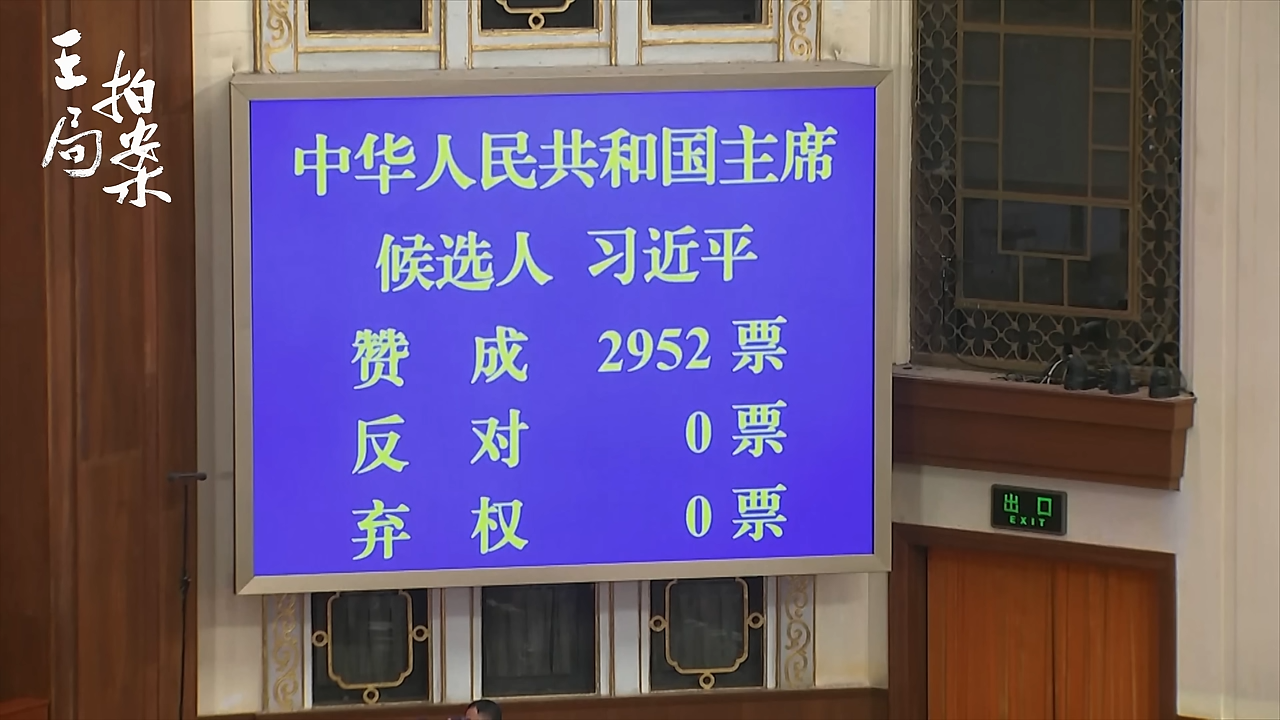 王局
拍案
中华人民共和国主席
候选人 习近平
赞 成 2952 票
反 对 0 票
弃 权 0 票
出 口
EXIT